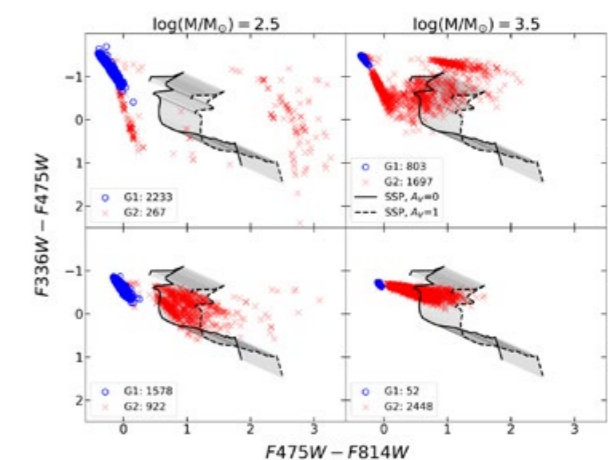 log(M/M⊙) = 2.5
log(M/M⊙) = 3.5
−1
0
1
2
G1: 2233
G2: 267
G1: 803
G2: 1697
SSP, Aᵥ=0
SSP, Aᵥ=1
F336W − F475W
−1
0
1
2
G1: 1578
G2: 922
G1: 52
G2: 2448
0 1 2 3 0 1 2 3
F475W − F814W